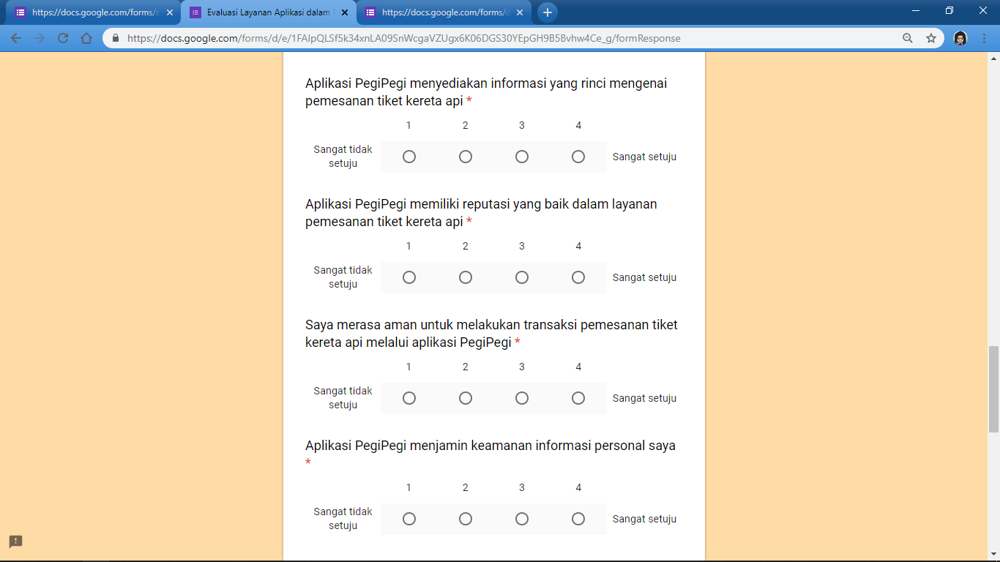 https://docs.google.com/forms/d
Evaluasi Layanan Aplikasi dalam
https://docs.google.com/forms/d
https://docs.google.com/forms/d/e/1FAIpQLSf5k34xnLA09SnWcgaVZUgx6K06DGS30YEpGH9B5Bvhw4Ce_g/formResponse
Aplikasi PegiPegi menyediakan informasi yang rinci mengenai
pemesanan tiket kereta api *
1 2 3 4
Sangat tidak
setuju
Sangat setuju
Aplikasi PegiPegi memiliki reputasi yang baik dalam layanan
pemesanan tiket kereta api *
1 2 3 4
Sangat tidak
setuju
Sangat setuju
Saya merasa aman untuk melakukan transaksi pemesanan tiket
kereta api melalui aplikasi PegiPegi *
1 2 3 4
Sangat tidak
setuju
Sangat setuju
Aplikasi PegiPegi menjamin keamanan informasi personal saya
*
1 2 3 4
Sangat tidak
setuju
Sangat setuju